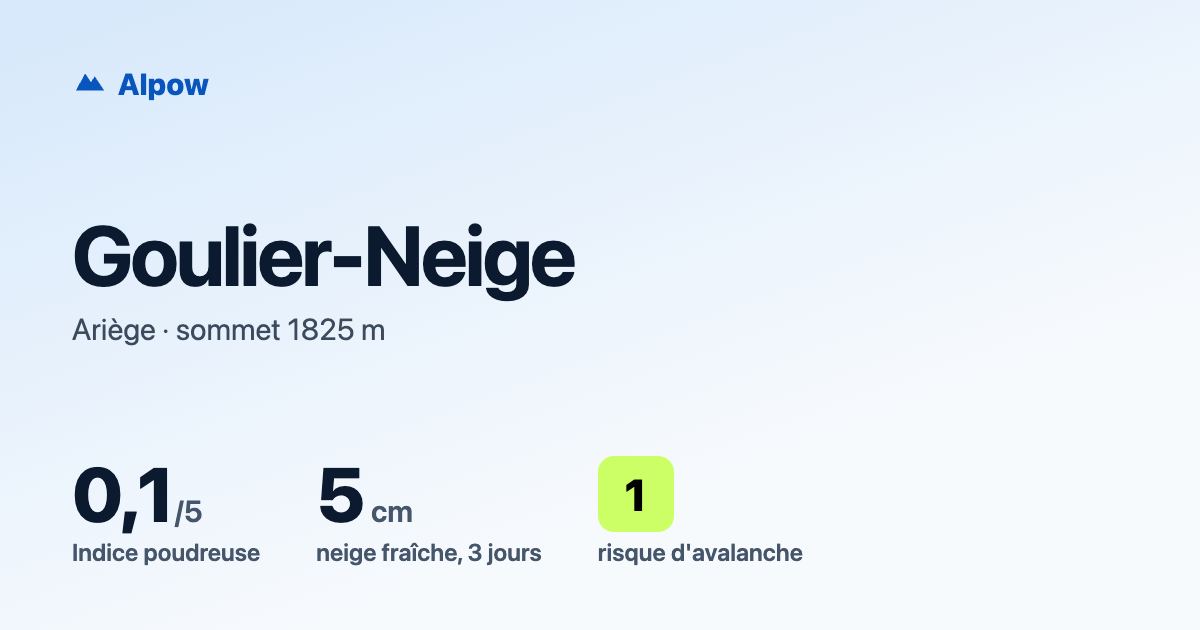 Alpow
Goulier-Neige
Ariège · sommet 1825 m
0,1/5
Indice poudreuse
5 cm
neige fraîche, 3 jours
1
risque d'avalanche